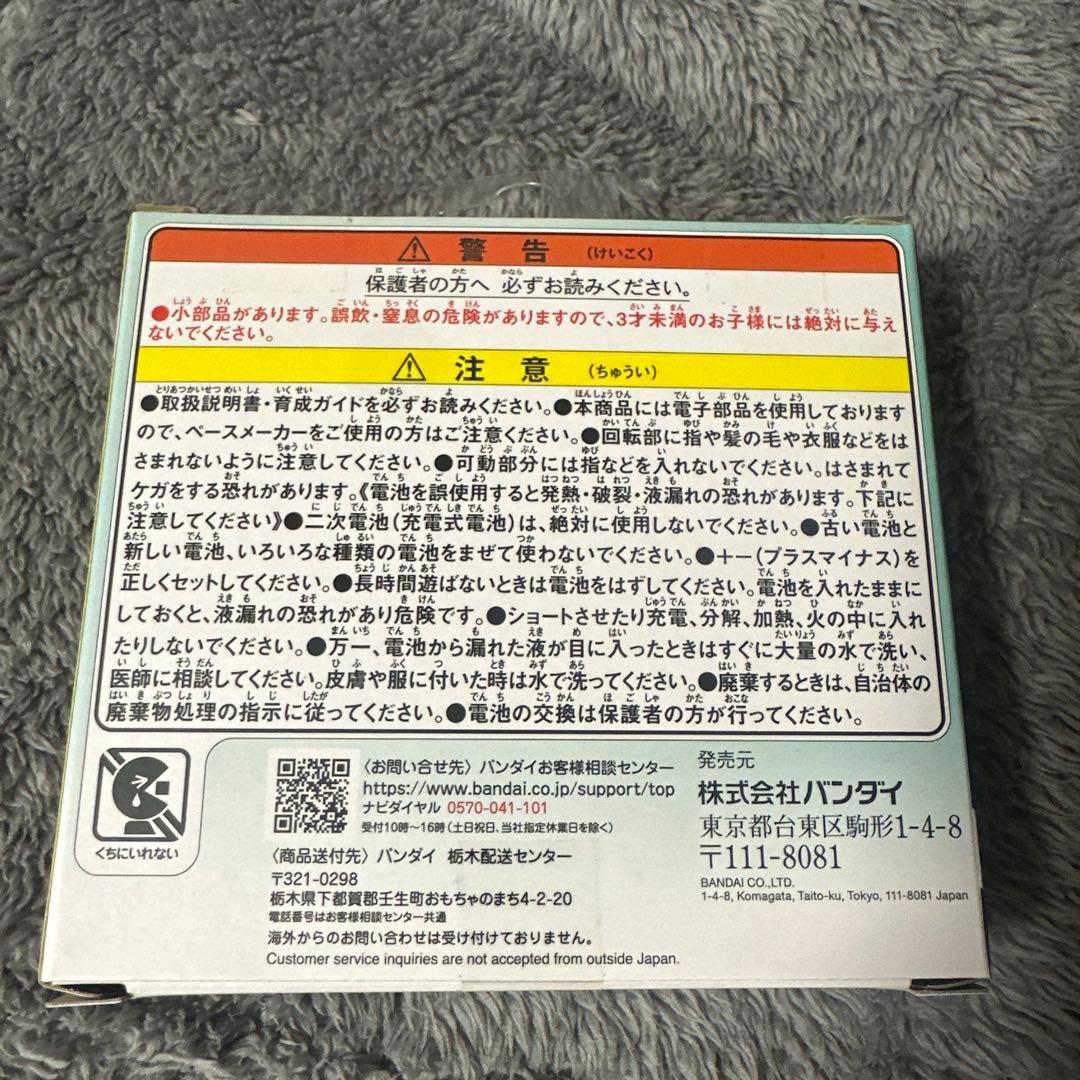 ⚠ 警告 (けいこく)
保護者の方へ 必ずお読みください。
●小部品があります。誤飲・窒息の危険がありますので、3才未満のお子様には絶対に与え
ないでください。
⚠ 注意 (ちゅうい)
●取扱説明書・育成ガイドを必ずお読みください。●本商品には電子部品を使用しております
ので、ペースメーカーをご使用の方はご注意ください。●回転部に指や髪の毛や衣服などをは
さまれないように注意してください。●可動部分には指などを入れないでください。はさまれて
ケガをする恐れがあります。《電池を誤使用すると発熱・破裂・液漏れの恐れがあります。下記に
注意してください》●二次電池(充電式電池)は、絶対に使用しないでください。●古い電池と
新しい電池、いろいろな種類の電池をまぜて使わないでください。●+-(プラスマイナス)を
正しくセットしてください。●長時間遊ばないときは電池をはずしてください。電池を入れたままに
しておくと、液漏れの恐れがあり危険です。●ショートさせたり充電、分解、加熱、火の中に入れ
たりしないでください。●万一、電池から漏れた液が目に入ったときはすぐに大量の水で洗い、
医師に相談してください。皮膚や服に付いた時は水で洗ってください。●廃棄するときは、自治体の
廃棄物処理の指示に従ってください。●電池の交換は保護者の方が行ってください。
くちにいれない
〈お問い合せ先〉バンダイお客様相談センター
https://www.bandai.co.jp/support/top
ナビダイヤル 0570-041-101
受付10時～16時(土日祝日、当社指定休業日を除く)
〈商品送付先〉バンダイ 栃木配送センター
〒321-0298
栃木県下都賀郡壬生町おもちゃのまち4-2-20
電話番号はお客様相談センター共通
海外からのお問い合わせは受け付けておりません。
Customer service inquiries are not accepted from outside Japan.
発売元
株式会社バンダイ
東京都台東区駒形1-4-8
〒111-8081
BANDAI CO.,LTD.
1-4-8, Komagata, Taito-ku, Tokyo, 111-8081 Japan